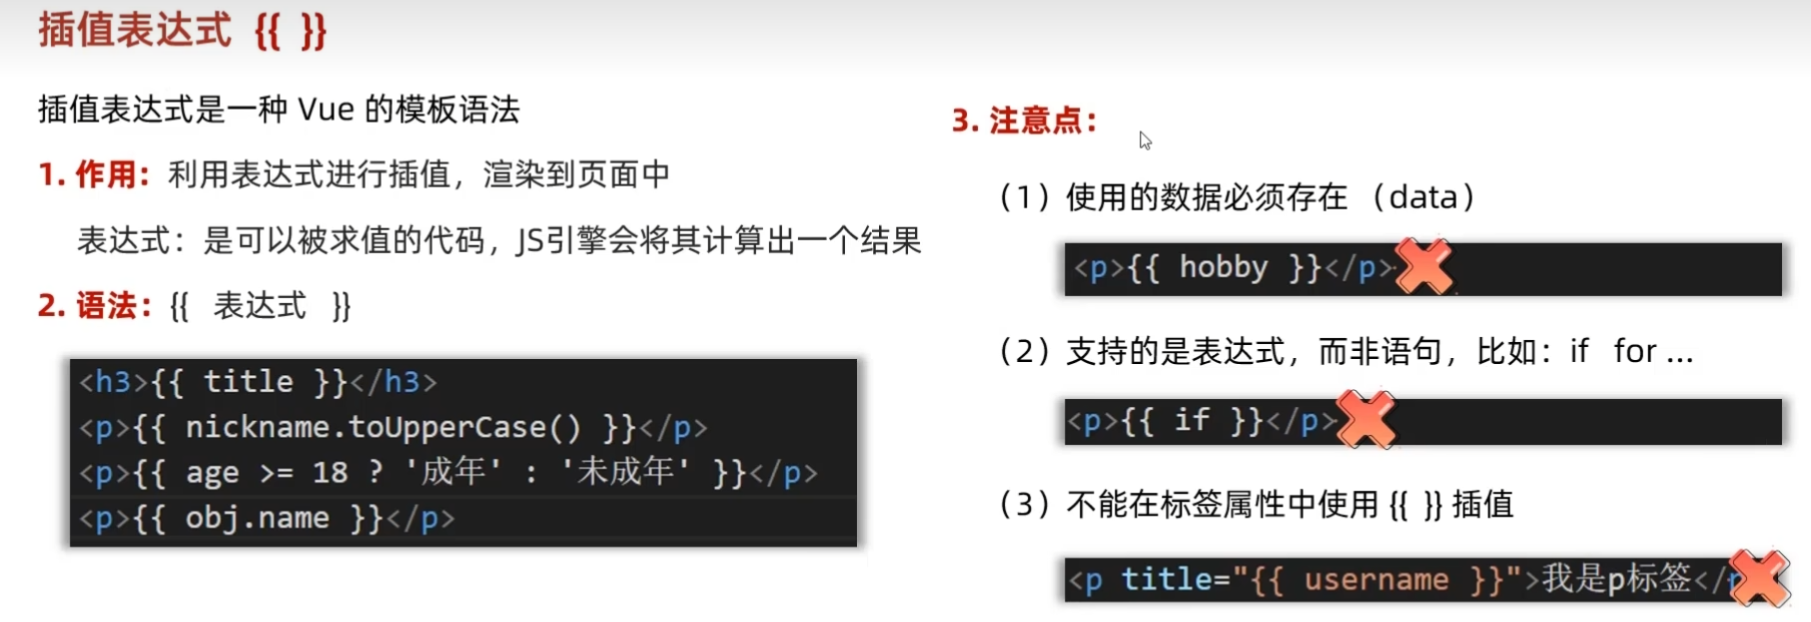 插值表达式 {{ }}
插值表达式是一种 Vue 的模板语法
1. 作用：利用表达式进行插值，渲染到页面中
表达式：是可以被求值的代码，JS引擎会将其计算出一个结果
2. 语法：{{ 表达式 }}
<h3>{{ title }}</h3>
<p>{{ nickname.toUpperCase() }}</p>
<p>{{ age >= 18 ? '成年' : '未成年' }}</p>
<p>{{ obj.name }}</p>
3. 注意点：
（1）使用的数据必须存在 （data）
<p>{{ hobby }}</p>
（2）支持的是表达式，而非语句，比如：if for ...
<p>{{ if }}</p>
（3）不能在标签属性中使用 {{ }} 插值
<p title="{{ username }}">我是p标签</p